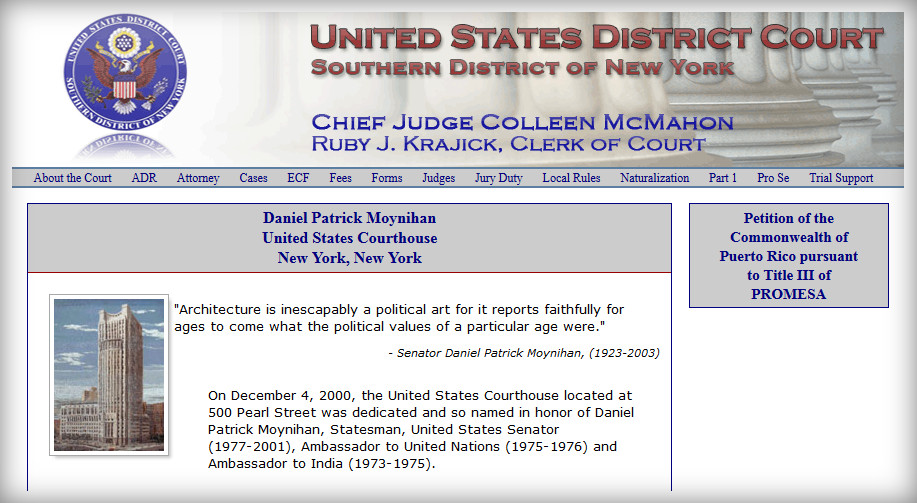 UNITED STATES DISTRICT COURT
SOUTHERN DISTRICT OF NEW YORK
UNITED STATES DISTRICT COURT
SOUTHERN DISTRICT OF NEW YORK
CHIEF JUDGE COLLEEN MCMAHON
RUBY J. KRAJICK, CLERK OF COURT
About the Court ADR Attorney Cases ECF Fees Forms Judges Jury Duty Local Rules Naturalization Part 1 Pro Se Trial Support
Daniel Patrick Moynihan
United States Courthouse
New York, New York
"Architecture is inescapably a political art for it reports faithfully for
ages to come what the political values of a particular age were."
- Senator Daniel Patrick Moynihan, (1923-2003)
On December 4, 2000, the United States Courthouse located at
500 Pearl Street was dedicated and so named in honor of Daniel
Patrick Moynihan, Statesman, United States Senator
(1977-2001), Ambassador to United Nations (1975-1976) and
Ambassador to India (1973-1975).
Petition of the
Commonwealth of
Puerto Rico pursuant
to Title III of
PROMESA